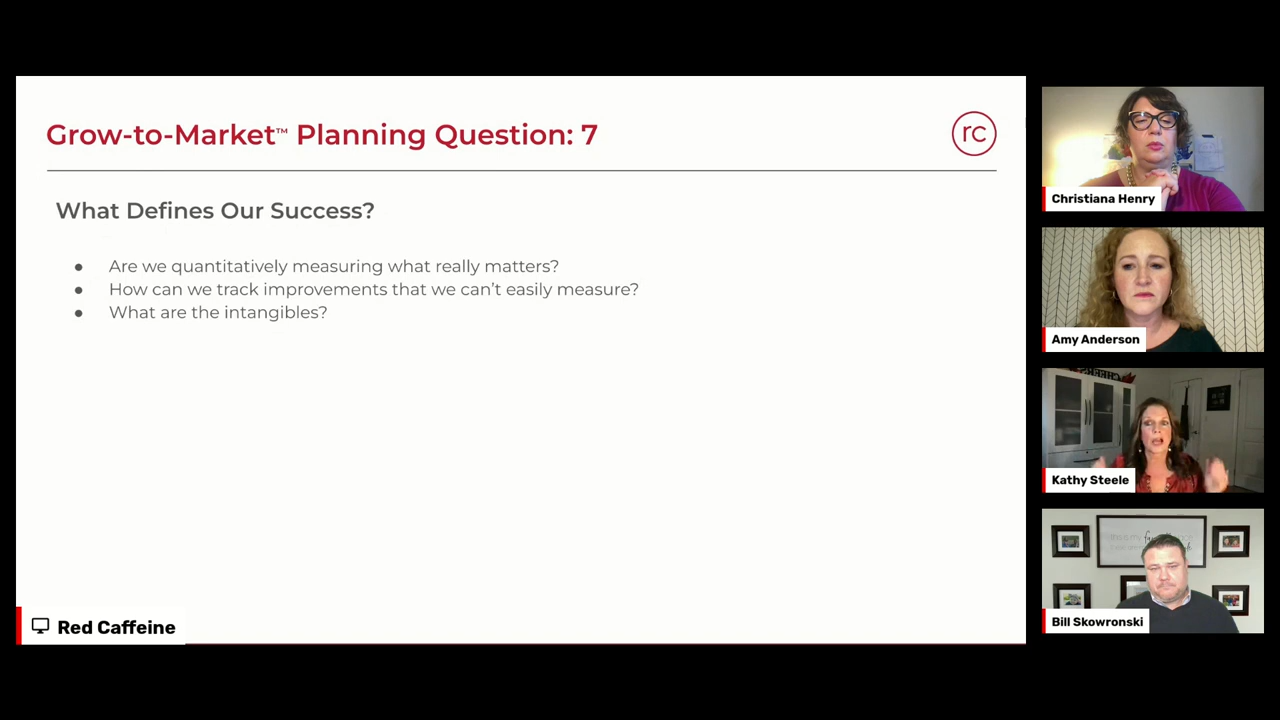 Grow-to-Market™ Planning Question: 7
rc
What Defines Our Success?
● Are we quantitatively measuring what really matters?
● How can we track improvements that we can’t easily measure?
● What are the intangibles?
Red Caffeine
Christiana Henry
Amy Anderson
Kathy Steele
Bill Skowronski